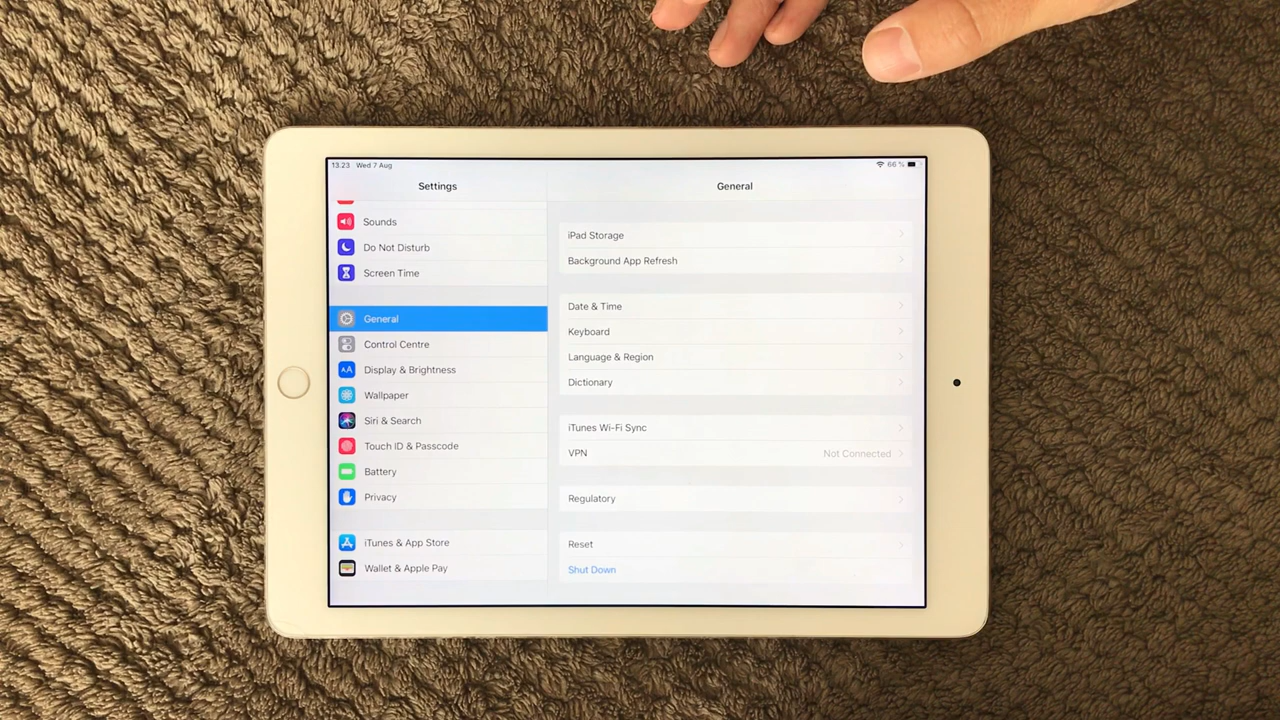 13.23 Wed 7 Aug
66 %
Settings
General
Sounds
Do Not Disturb
Screen Time
General
Control Centre
Display & Brightness
AA
Wallpaper
Siri & Search
Touch ID & Passcode
Battery
Privacy
iTunes & App Store
Wallet & Apple Pay
iPad Storage
Background App Refresh
Date & Time
Keyboard
Language & Region
Dictionary
iTunes Wi-Fi Sync
VPN Not Connected
Regulatory
Reset
Shut Down